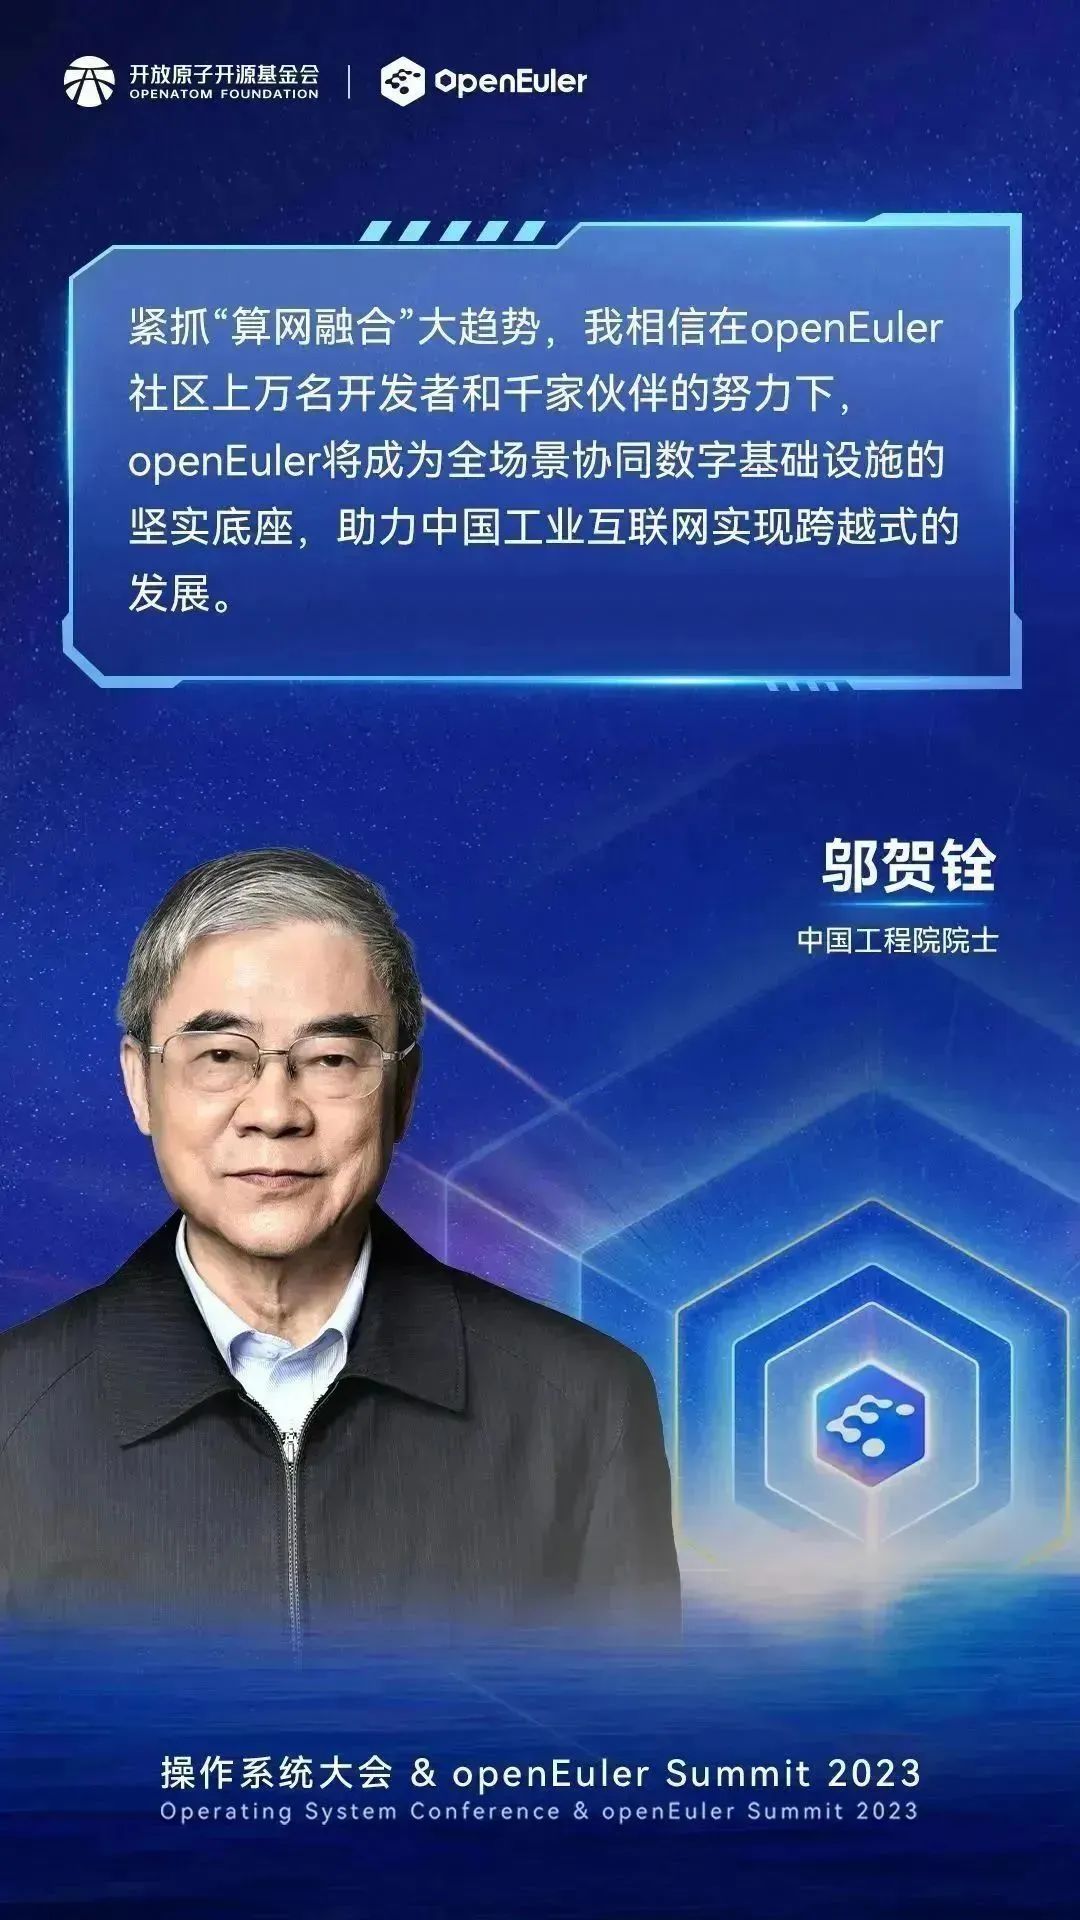 开放原子开源基金会
OPENATOM FOUNDATION
OpenEuler
紧抓“算网融合”大趋势，我相信在openEuler
社区上万名开发者和千家伙伴的努力下，
openEuler将成为全场景协同数字基础设施的
坚实底座，助力中国工业互联网实现跨越式的
发展。
邬贺铨
中国工程院院士
操作系统大会 & openEuler Summit 2023
Operating System Conference & openEuler Summit 2023